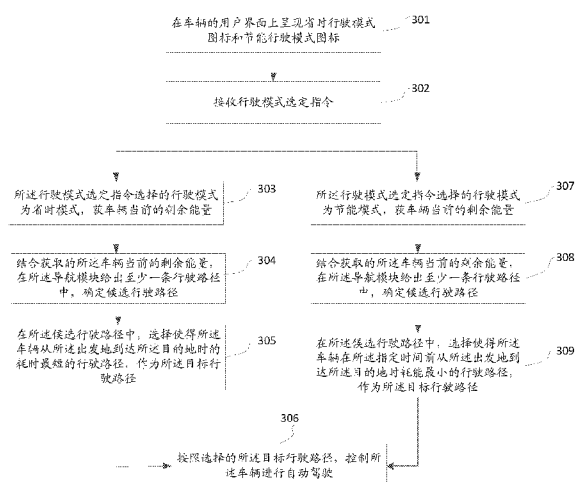 在车辆的用户界面上呈现省时行驶模式
图标和节能行驶模式图标
301
接收行驶模式选定指令
302
所述行驶模式选定指令选择的行驶模式
为省时模式，获车辆当前的剩余能量
303
所述行驶模式选定指令选择的行驶模式
为节能模式，获车辆当前的剩余能量
307
结合获取的所述车辆当前的剩余能量，
在所述导航模块给出至少一条行驶路径
中，确定候选行驶路径
304
结合获取的所述车辆当前的剩余能量，
在所述导航模块给出至少一条行驶路径
中，确定候选行驶路径
308
在所述候选行驶路径中，选择使得所述
车辆从所述出发地到达所述目的地时的
耗时最短的行驶路径，作为所述目标行
驶路径
305
在所述候选行驶路径中，选择使得所述
车辆在所述指定时间前从所述出发地到
达所述目的地时耗能最小的行驶路径，
作为所述目标行驶路径
309
306
按照选择的所述目标行驶路径，控制所
述车辆进行自动驾驶